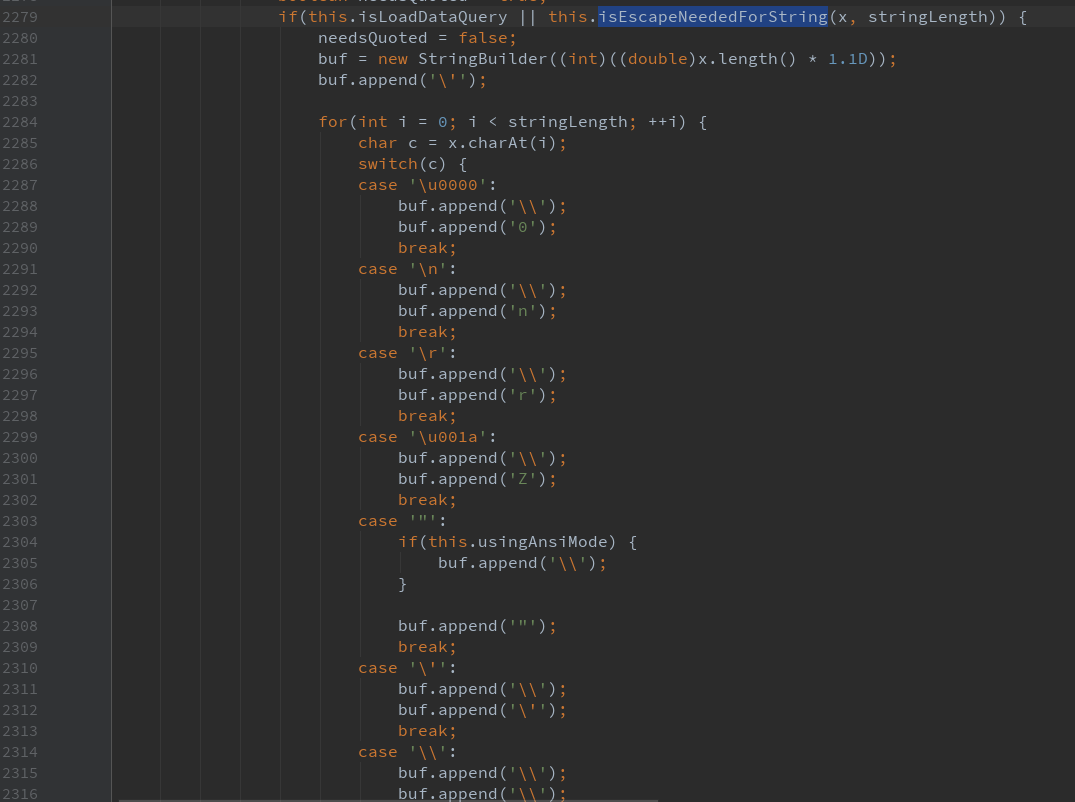 2279 if(this.isLoadDataQuery || this.isEscapeNeededForString(x, stringLength)) {
2280 needsQuoted = false;
2281 buf = new StringBuilder((int)((double)x.length() * 1.1D));
2282 buf.append('\'');
2283
2284 for(int i = 0; i < stringLength; ++i) {
2285 char c = x.charAt(i);
2286 switch(c) {
2287 case '\u0000':
2288 buf.append('\\');
2289 buf.append('0');
2290 break;
2291 case '\n':
2292 buf.append('\\');
2293 buf.append('n');
2294 break;
2295 case '\r':
2296 buf.append('\\');
2297 buf.append('r');
2298 break;
2299 case '\u001a':
2300 buf.append('\\');
2301 buf.append('Z');
2302 break;
2303 case '"':
2304 if(this.usingAnsiMode) {
2305 buf.append('\\');
2306 }
2307
2308 buf.append('"');
2309 break;
2310 case '\'':
2311 buf.append('\\');
2312 buf.append('\'');
2313 break;
2314 case '\\':
2315 buf.append('\\');
2316 buf.append('\\');